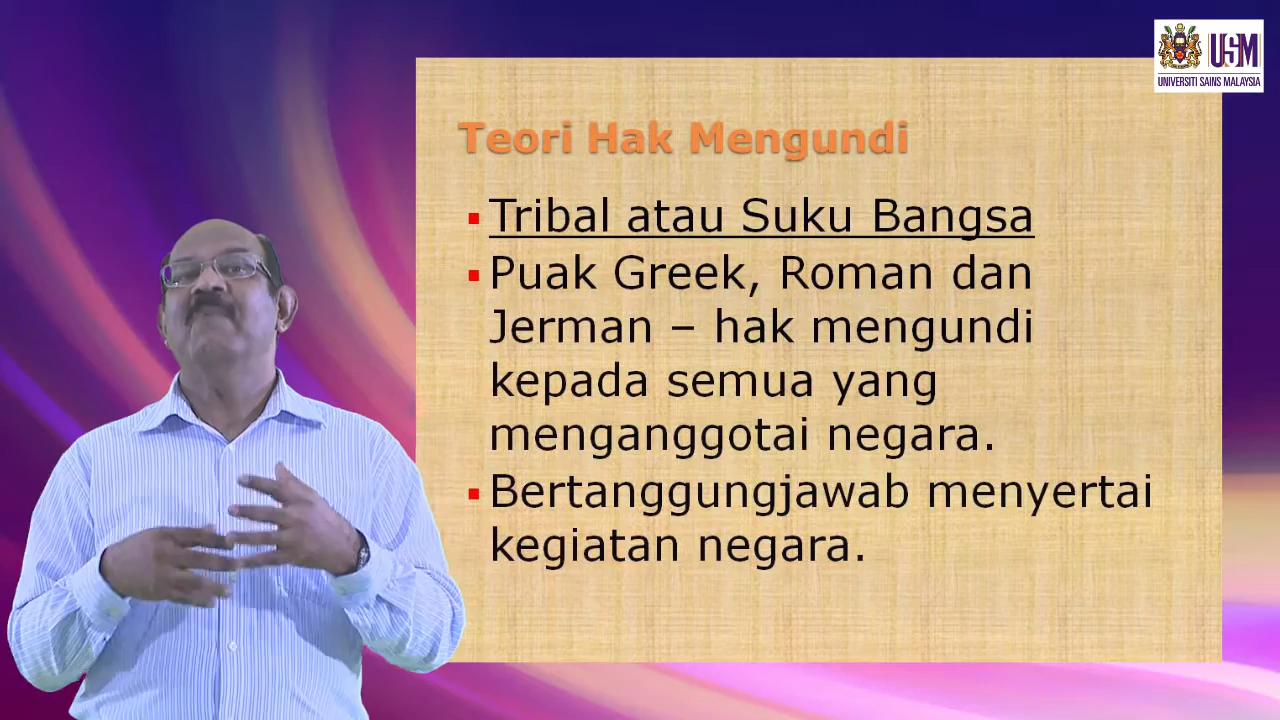 USM
UNIVERSITI SAINS MALAYSIA
Teori Hak Mengundi
Tribal atau Suku Bangsa
Puak Greek, Roman dan
Jerman – hak mengundi
kepada semua yang
menganggotai negara.
Bertanggungjawab menyertai
kegiatan negara.